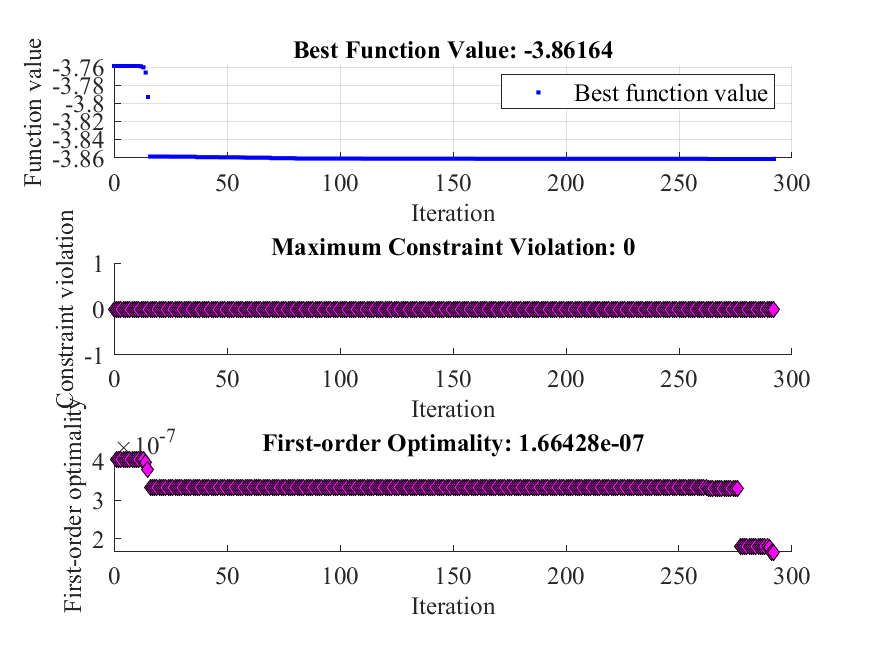 Best Function Value: -3.86164
Function value
-3.76
-3.78
-3.8
-3.82
-3.84
-3.86
Best function value
0 50 100 150 200 250 300
Iteration
Maximum Constraint Violation: 0
Constraint violation
1
0
-1
0 50 100 150 200 250 300
Iteration
First-order Optimality: 1.66428e-07
First-order optimality
×10^-7
4
3
2
0 50 100 150 200 250 300
Iteration